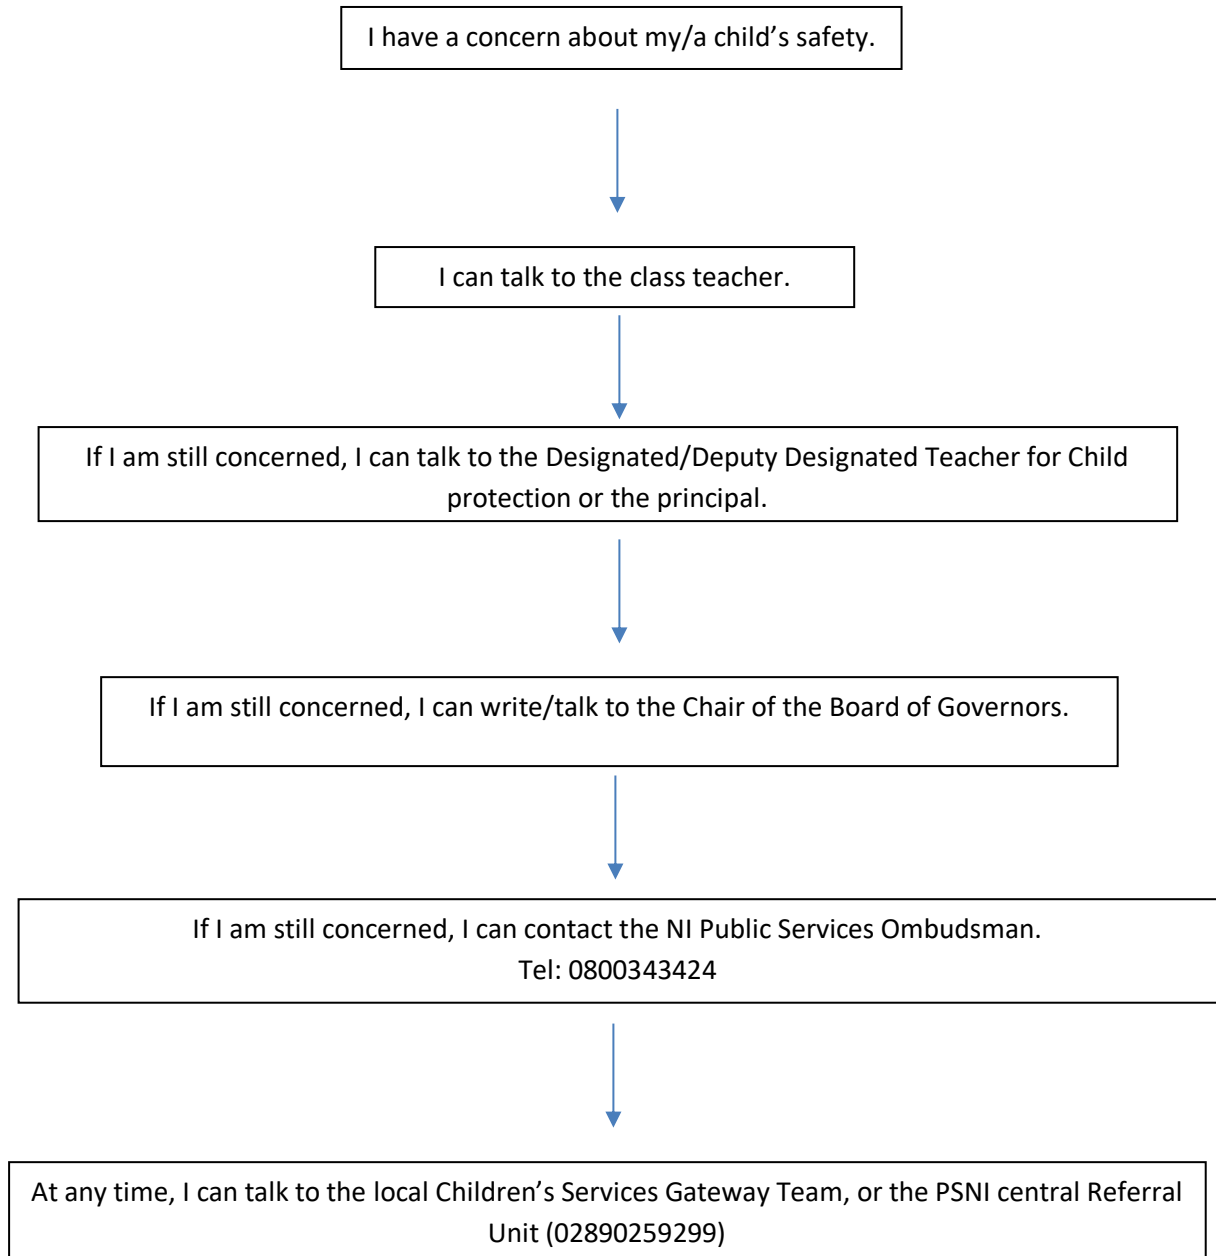 I have a concern about my/a child’s safety.
I can talk to the class teacher.
If I am still concerned, I can talk to the Designated/Deputy Designated Teacher for Child
protection or the principal.
If I am still concerned, I can write/talk to the Chair of the Board of Governors.
If I am still concerned, I can contact the NI Public Services Ombudsman.
Tel: 0800343424
At any time, I can talk to the local Children’s Services Gateway Team, or the PSNI central Referral
Unit (02890259299)